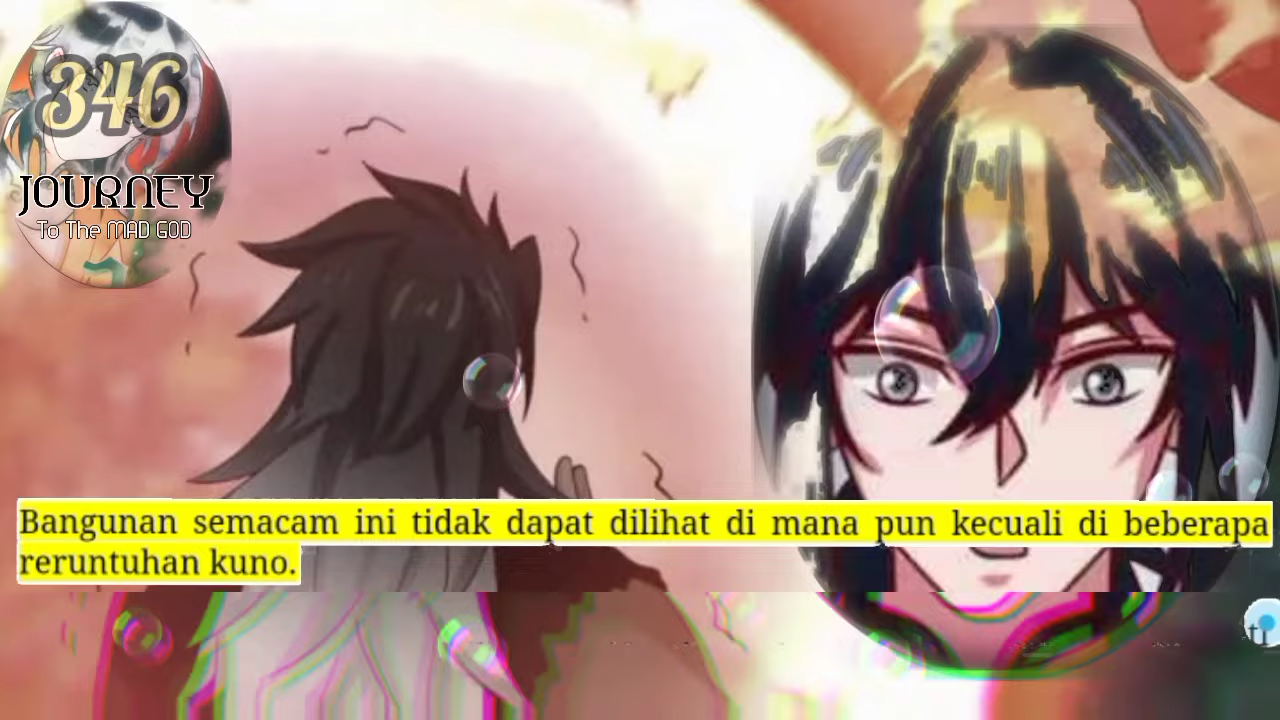 346
JOURNEY
To The MAD GOD
Bangunan semacam ini tidak dapat dilihat di mana pun kecuali di beberapa
reruntuhan kuno.